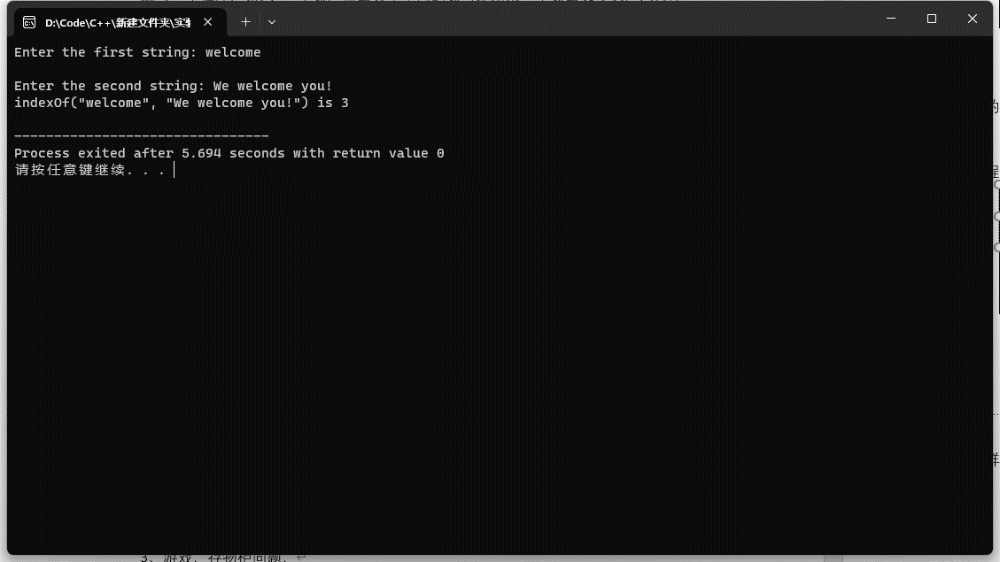 D:\Code\C++\新建文件夹\实
Enter the first string: welcome
Enter the second string: We welcome you!
indexOf("welcome", "We welcome you!") is 3
--------------------------------
Process exited after 5.694 seconds with return value 0
请按任意键继续. . .
3、游戏：存物柜问题：